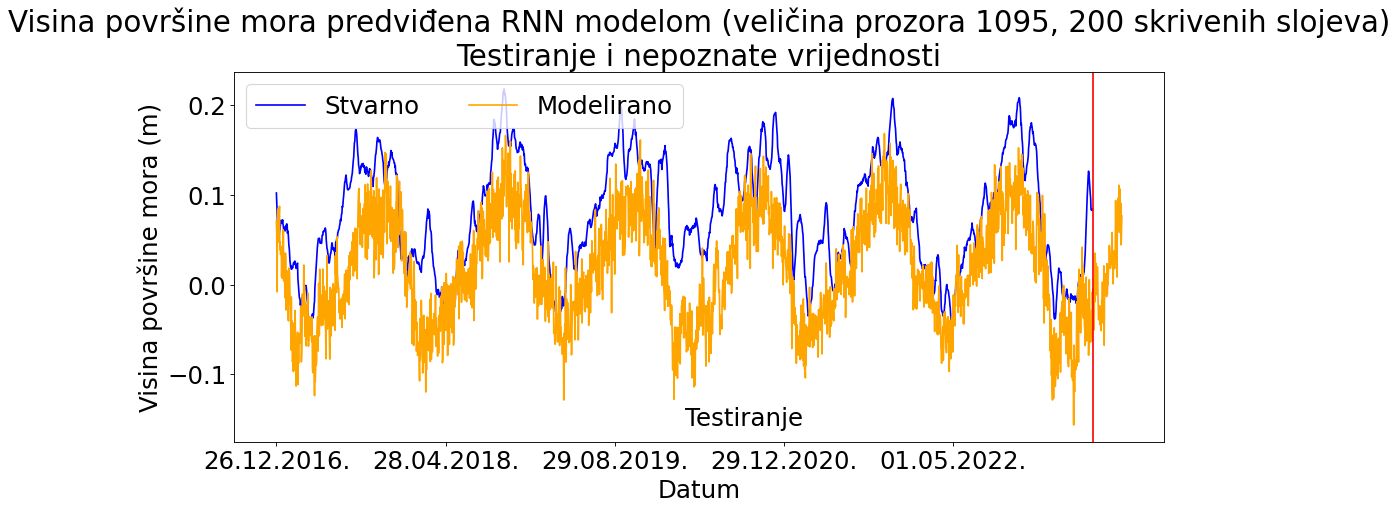 Visina površine mora predviđena RNN modelom (veličina prozora 1095, 200 skrivenih slojeva)
Testiranje i nepoznate vrijednosti
Stvarno
Modelirano
Visina površine mora (m)
0.2
0.1
0.0
−0.1
Testiranje
26.12.2016.
28.04.2018.
29.08.2019.
29.12.2020.
01.05.2022.
Datum